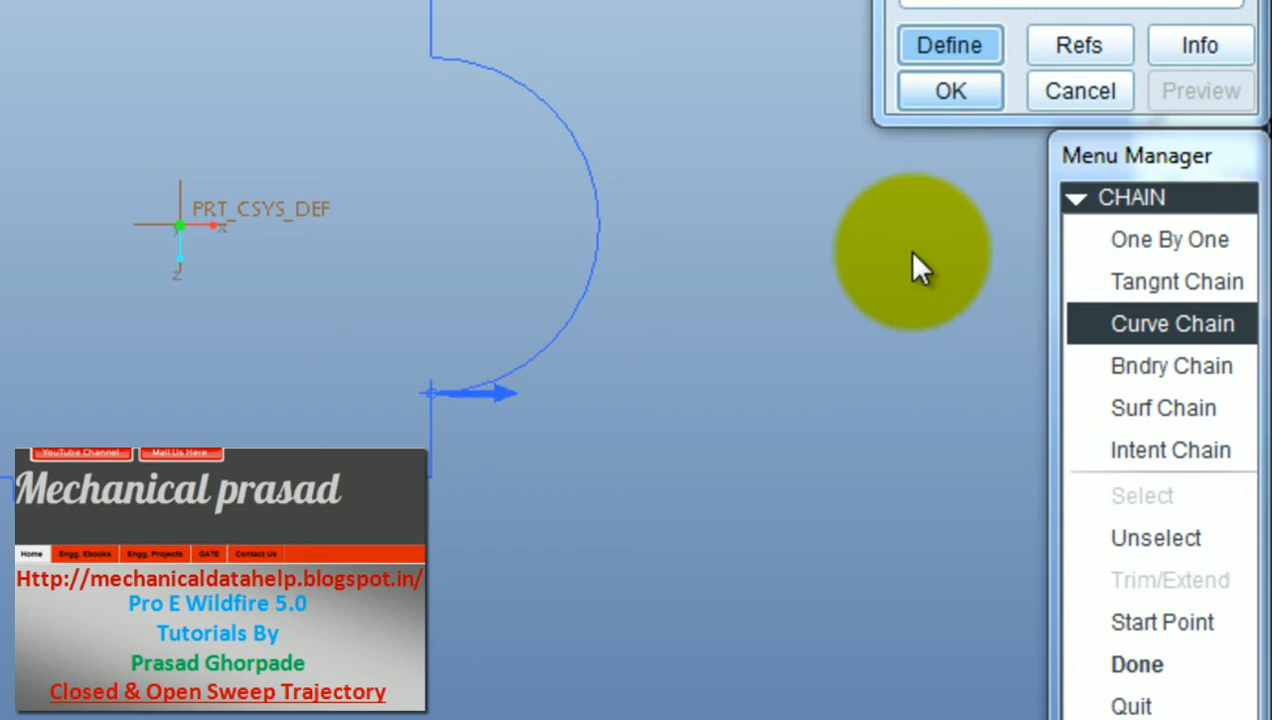 Define
Refs
Info
OK
Cancel
Preview
Menu Manager
CHAIN
One By One
Tangnt Chain
Curve Chain
Bndry Chain
Surf Chain
Intent Chain
Select
Unselect
Trim/Extend
Start Point
Done
Quit
PRT_CSYS_DEF
x
z
YouTube Channel
Mail Us Here
Mechanical prasad
Home
Engg. Ebooks
Engg. Projects
GATE
Contact Us
Http://mechanicaldatahelp.blogspot.in/
Pro E Wildfire 5.0
Tutorials By
Prasad Ghorpade
Closed & Open Sweep Trajectory